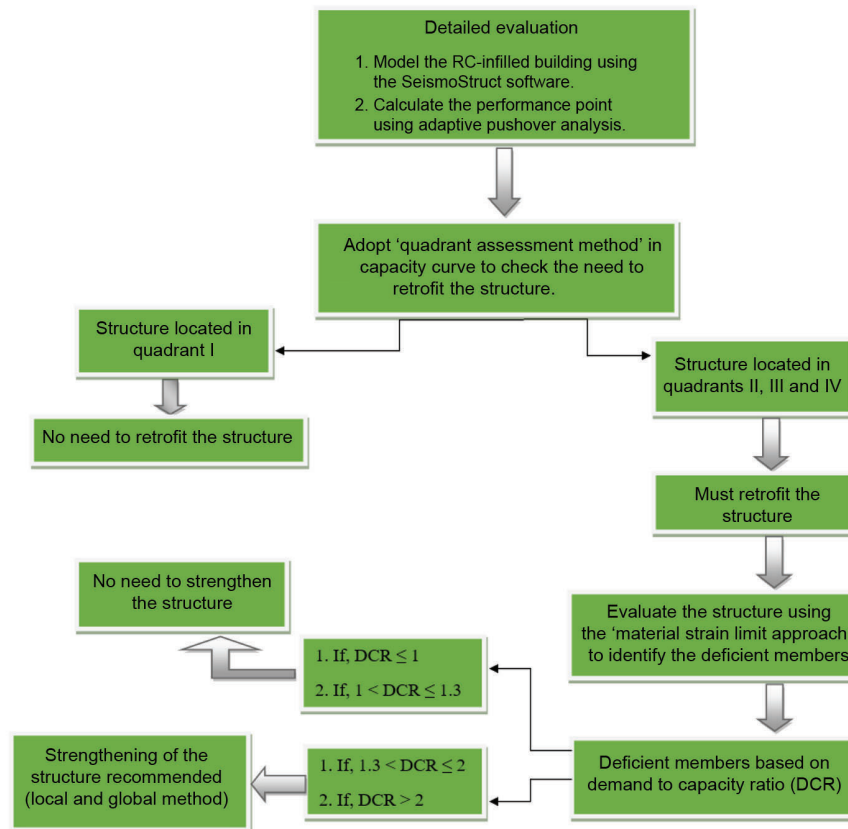 Detailed evaluation
1. Model the RC-infilled building using
the SeismoStruct software.
2. Calculate the performance point
using adaptive pushover analysis.
Adopt ‘quadrant assessment method’ in
capacity curve to check the need to
retrofit the structure.
Structure located in
quadrant I
No need to retrofit the structure
Structure located in
quadrants II, III and IV
Must retrofit the
structure
Evaluate the structure using
the ‘material strain limit approach’
to identify the deficient members
Deficient members based on
demand to capacity ratio (DCR)
1. If, DCR ≤ 1
2. If, 1 < DCR ≤ 1.3
No need to strengthen
the structure
1. If, 1.3 < DCR ≤ 2
2. If, DCR > 2
Strengthening of the
structure recommended
(local and global method)